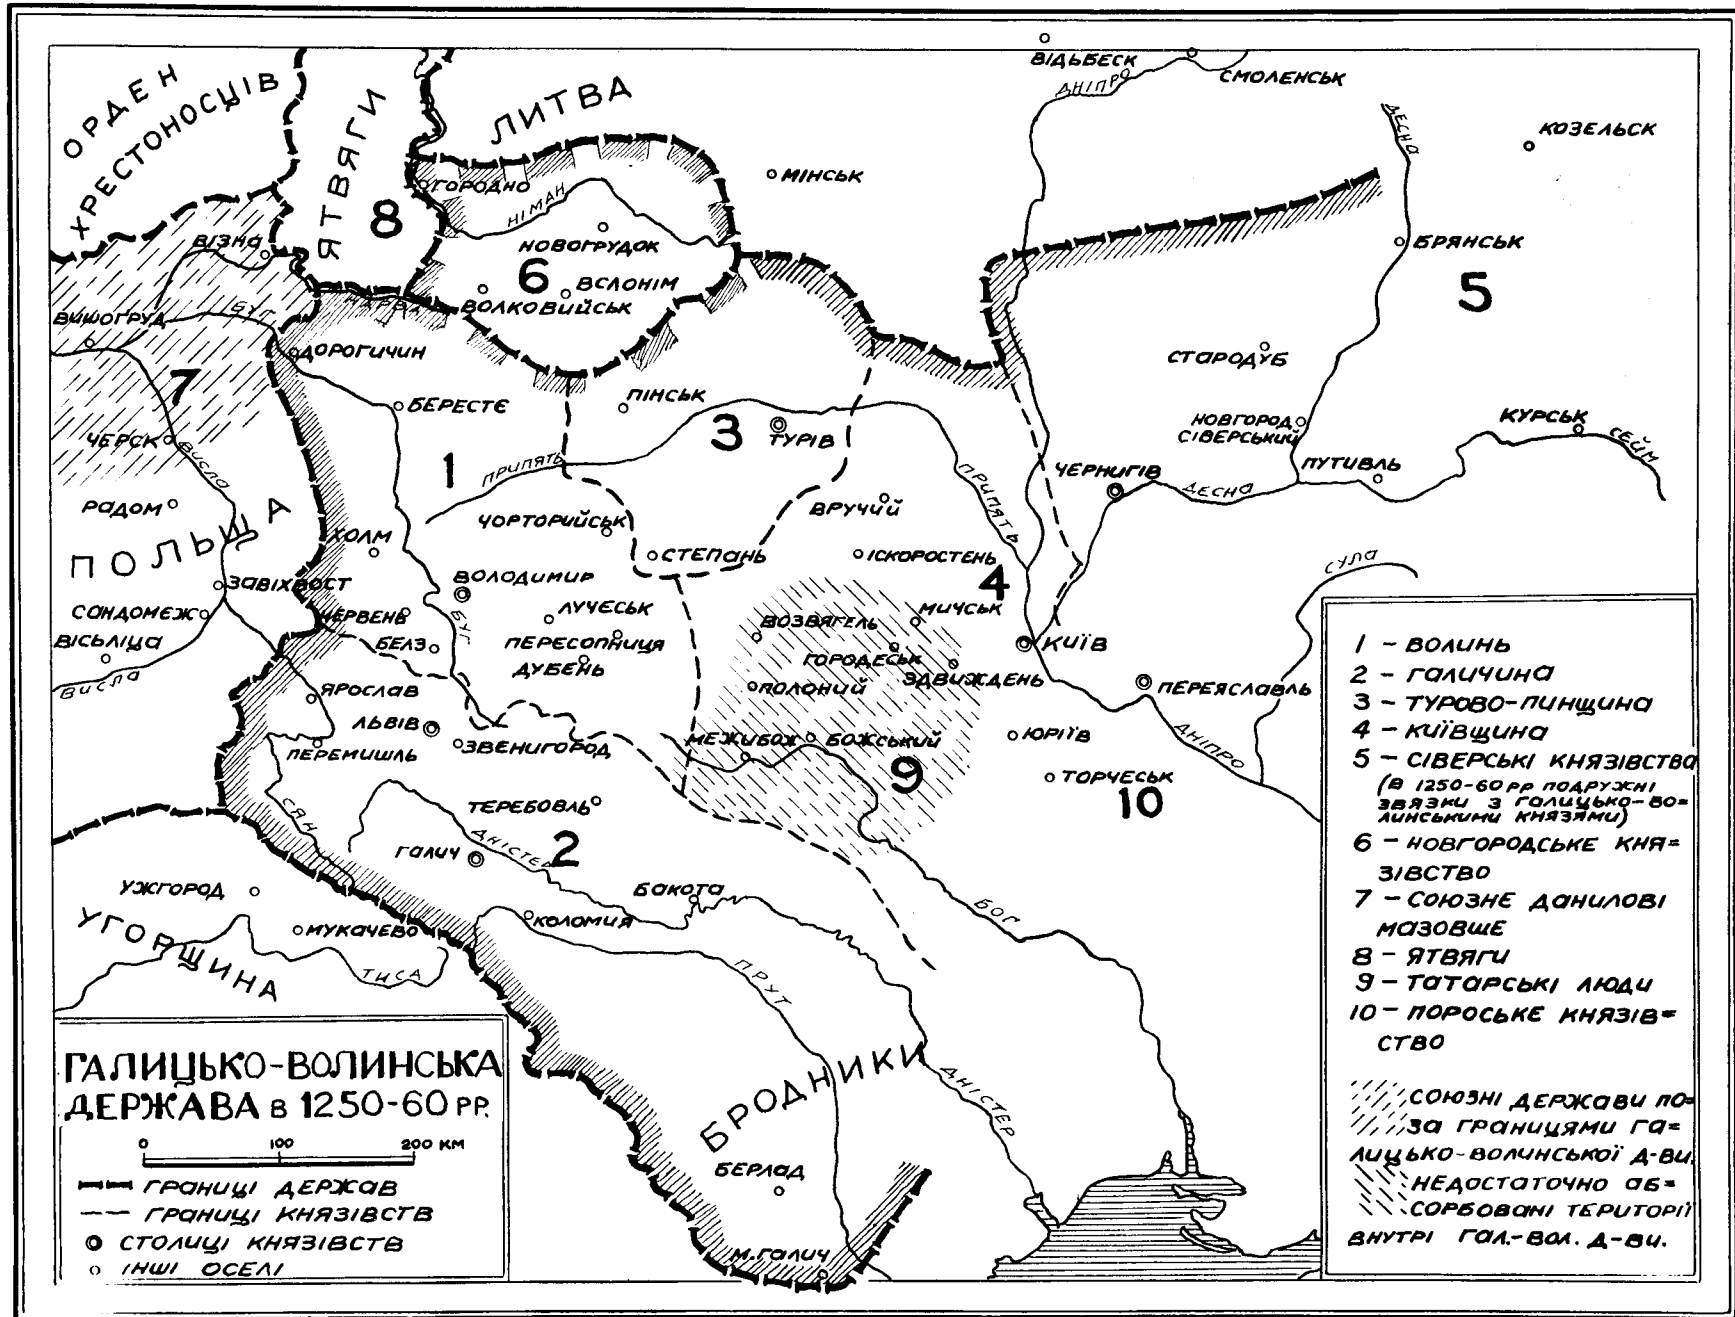 ОРДЕН
ХРЕСТОНОСЦІВ
ЯТВЯГИ
8
ЛИТВА
ВІДЬБЕСК
ДНІПРО
СМОЛЕНСЬК
ДЕСНА
КОЗЕЛЬСК
МІНСЬК
ГОРОДНО
НІМАН
ВІЗНА
НОВОГРУДОК
6
ВСЛОНІМ
ВОЛКОВИЙСЬК
БРЯНСЬК
5
БУГ
НАРВА
ВИШОГРУД
ДОРОГИЧИН
СТАРОДУБ
7
БЕРЕСТЄ
ПІНСЬК
3
ТУРІВ
НОВГОРОД
СІВЕРСЬКИЙ
КУРСЬК
СЕЙМ
ЧЕРСК
ВИСЛА
1
ПРИПЯТЬ
ПРИПЯТЬ
ЧЕРНИГІВ
ДЕСНА
ПУТИВЛЬ
РАДОМ
ПОЛЬЩА
ХОЛМ
ЧОРТОРИЙСЬК
ВРУЧИЙ
СТЕПАНЬ
ІСКОРОСТЕНЬ
СУЛА
ЗАВІХВОСТ
ВОЛОДИМИР
4
САНДОМЕЖ
ЧЕРВЕНЬ
БУГ
ЛУЧЕСЬК
ВОЗВЯГЕЛЬ
МИЧСЬК
ВІСЬЛІЦА
БЕЛЗ
ПЕРЕСОПНИЦЯ
ГОРОДЕСЬК
КИЇВ
ДУБЕНЬ
ЗДВИЖДЕНЬ
ВИСЛА
ЯРОСЛАВ
ПОЛОНИЙ
ПЕРЕЯСЛАВЛЬ
ЛЬВІВ
ПЕРЕМИШЛЬ
ЗВЕНИГОРОД
МЕЖИБОЖ
БОЖСЬКИЙ
ЮРІЇВ
ДНІПРО
9
ТОРЧЕСЬК
10
СЯН
ТЕРЕБОВЛЬ
ДНІСТЕР
2
ГАЛИЧ
УЖГОРОД
БАКОТА
БОГ
КОЛОМИЯ
УГОРЩИНА
МУКАЧЕВО
ТИСА
ПРУТ
БРОДНИКИ
ДНІСТЕР
БЕРЛАД
М.ГАЛИЧ
ГАЛИЦЬКО-ВОЛИНСЬКА
ДЕРЖАВА В 1250-60 РР.
0 100 200 КМ
ГРАНИЦІ ДЕРЖАВ
ГРАНИЦІ КНЯЗІВСТВ
СТОЛИЦІ КНЯЗІВСТВ
ІНШІ ОСЕЛІ
1 - ВОЛИНЬ
2 - ГАЛИЧИНА
3 - ТУРОВО-ПИНЩИНА
4 - КИЇВЩИНА
5 - СІВЕРСЬКІ КНЯЗІВСТВА
(В 1250-60 РР ПОДРУЖНІ
ЗВЯЗКИ З ГАЛИЦЬКО-ВО=
ЛИНСЬКИМИ КНЯЗЯМИ)
6 - НОВГОРОДСЬКЕ КНЯ=
ЗІВСТВО
7 - СОЮЗНЕ ДАНИЛОВІ
МАЗОВШЕ
8 - ЯТВЯГИ
9 - ТАТАРСЬКІ ЛЮДИ
10 - ПОРОСЬКЕ КНЯЗІВ=
СТВО
СОЮЗНІ ДЕРЖАВИ ПО=
ЗА ГРАНИЦЯМИ ГА=
ЛИЦЬКО-ВОЛИНСЬКОЇ Д-ВИ.
НЕДОСТАТОЧНО АБ=
СОРБОВАНІ ТЕРИТОРІЇ
ВНУТРІ ГАЛ.-ВОЛ. Д-ВИ.